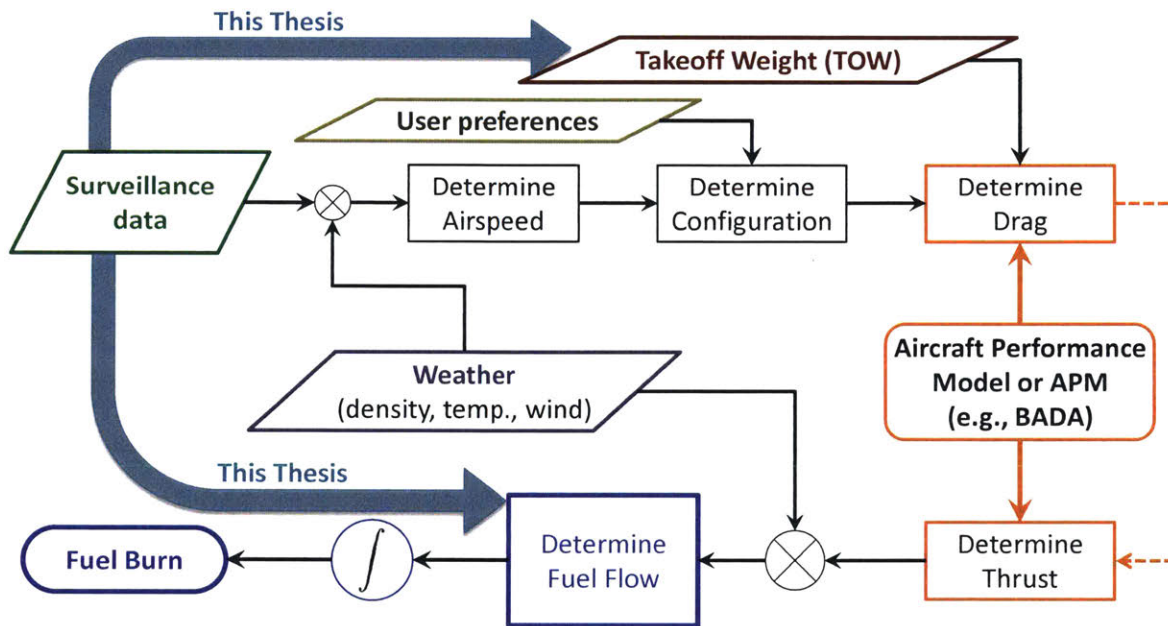 This Thesis
Takeoff Weight (TOW)
User preferences
Surveillance
data
Determine
Airspeed
Determine
Configuration
Determine
Drag
Weather
(density, temp., wind)
Aircraft Performance
Model or APM
(e.g., BADA)
This Thesis
Fuel Burn
∫
Determine
Fuel Flow
Determine
Thrust